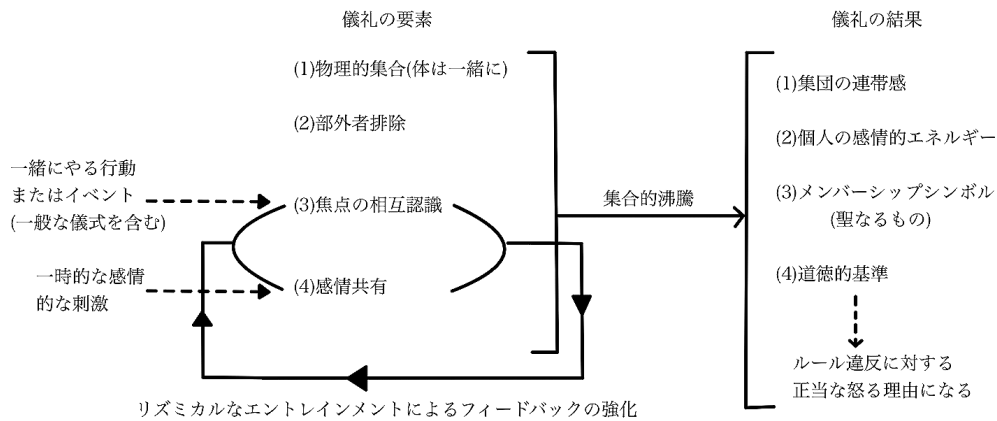 儀礼の要素
(1)物理的集合(体は一緒に)
(2)部外者排除
一緒にやる行動
またはイベント
(一般な儀式を含む)
(3)焦点の相互認識
一時的な感情
的な刺激
(4)感情共有
リズミカルなエントレインメントによるフィードバックの強化
集合的沸騰
儀礼の結果
(1)集団の連帯感
(2)個人の感情的エネルギー
(3)メンバーシップシンボル
(聖なるもの)
(4)道徳的基準
ルール違反に対する
正当な怒る理由になる